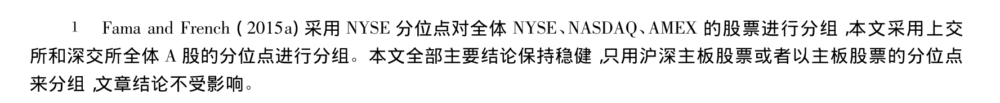 1 Fama and French (2015a)采用 NYSE 分位点对全体 NYSE、NASDAQ、AMEX 的股票进行分组,本文采用上交
所和深交所全体 A 股的分位点进行分组。本文全部主要结论保持稳健,只用沪深主板股票或者以主板股票的分位点
来分组,文章结论不受影响。